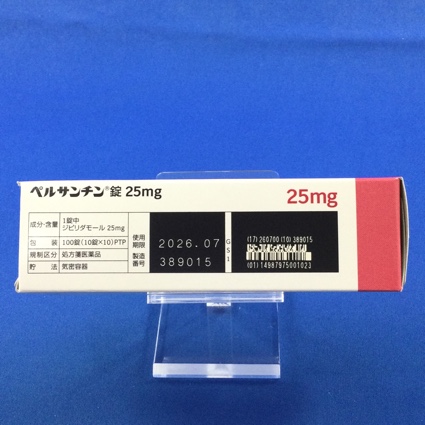 ペルサンチン®錠 25mg
25mg
成分・含量 1錠中 ジピリダモール 25mg
包 装 100錠(10錠×10)PTP
規制区分 処方箋医薬品
貯 法 気密容器
使用期限 2026.07
製造番号 389015
GS1
(17) 260700 (10) 389015
(01) 14987975001023